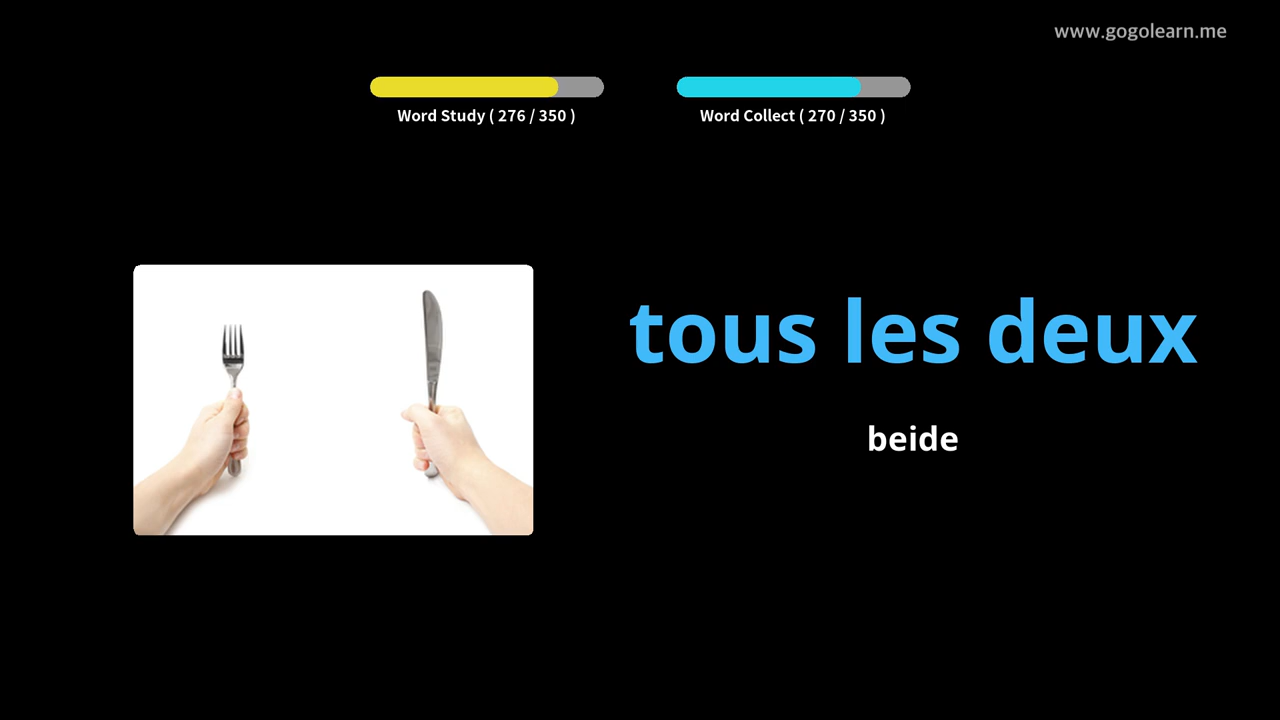 www.gogolearn.me
Word Study ( 276 / 350 )
Word Collect ( 270 / 350 )
tous les deux
beide